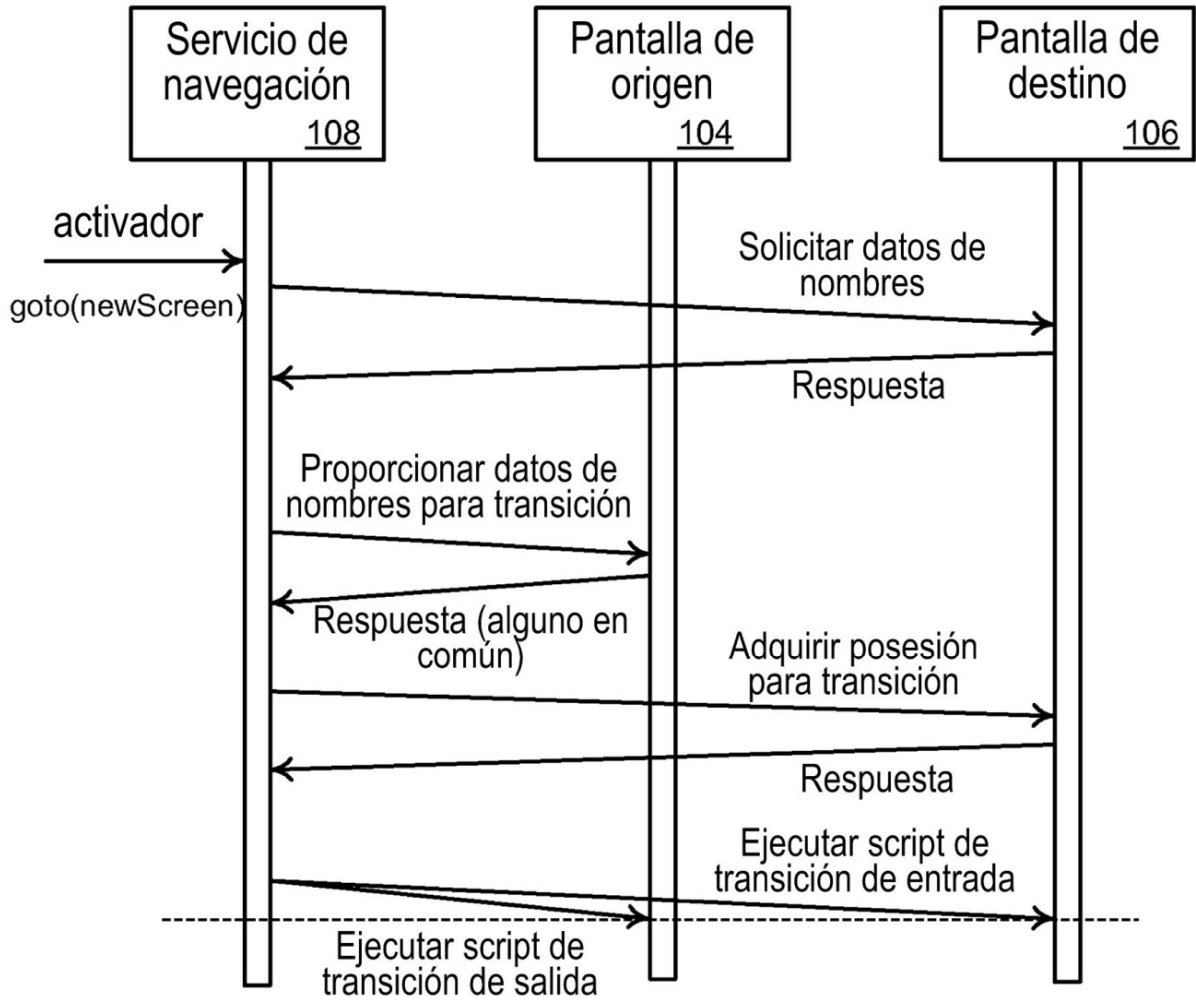 Servicio de
navegación
108
Pantalla de
origen
104
Pantalla de
destino
106
activador
goto(newScreen)
Solicitar datos de
nombres
Respuesta
Proporcionar datos de
nombres para transición
Respuesta (alguno en
común)
Adquirir posesión
para transición
Respuesta
Ejecutar script de
transición de entrada
Ejecutar script de
transición de salida